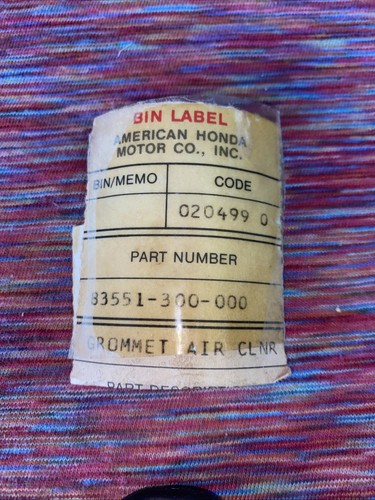 BIN LABEL
AMERICAN HONDA
MOTOR CO., INC.
BIN/MEMO CODE
020499 0
PART NUMBER
83551-300-000
GROMMET AIR CLNR